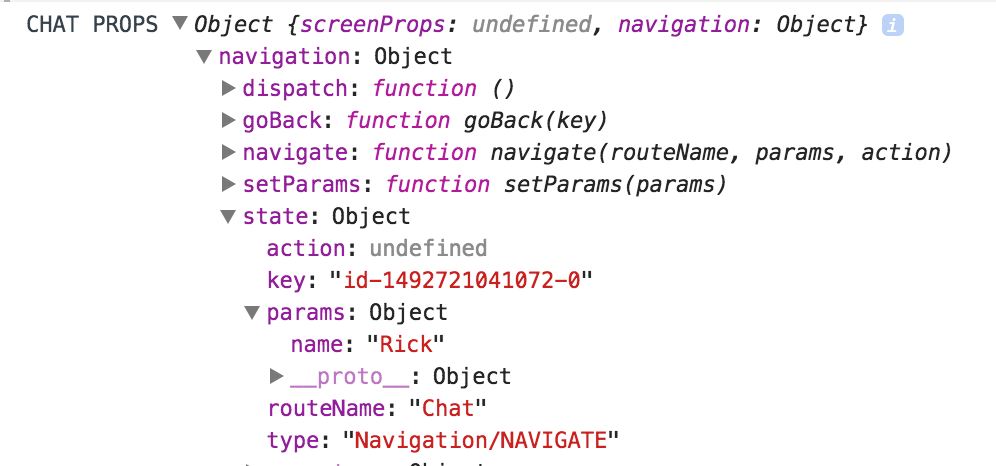 CHAT PROPS ▼Object {screenProps: undefined, navigation: Object} i
▼navigation: Object
▶dispatch: function ()
▶goBack: function goBack(key)
▶navigate: function navigate(routeName, params, action)
▶setParams: function setParams(params)
▼state: Object
action: undefined
key: "id-1492721041072-0"
▼params: Object
name: "Rick"
▶__proto__: Object
routeName: "Chat"
type: "Navigation/NAVIGATE"